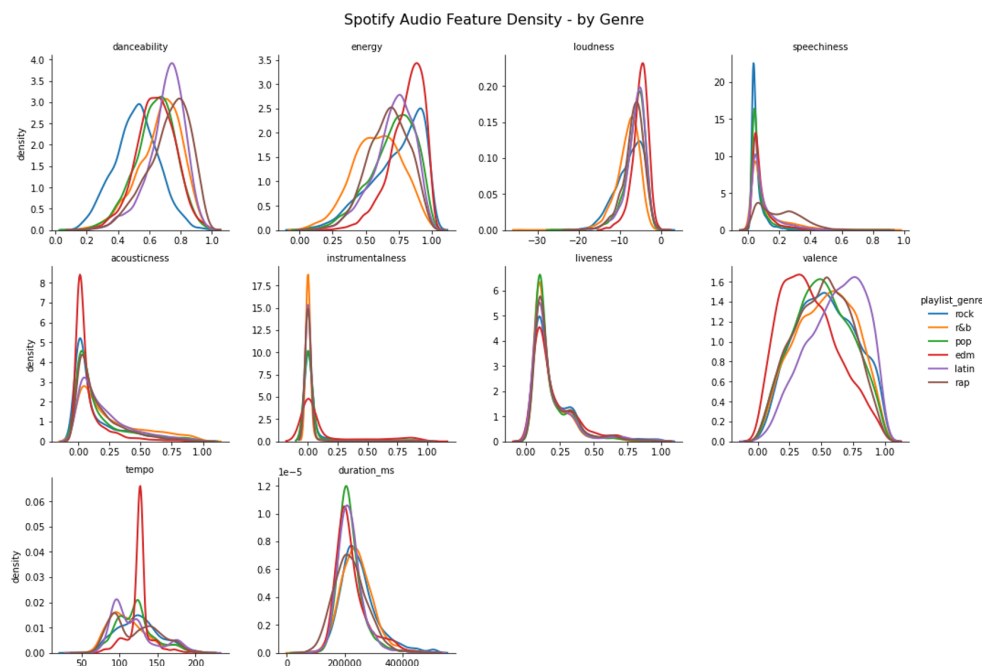 Spotify Audio Feature Density - by Genre
danceability energy loudness speechiness
4.0 3.5 3.0 2.5 2.0 1.5 1.0 0.5 0.0
density
0.0 0.2 0.4 0.6 0.8 1.0
3.5 3.0 2.5 2.0 1.5 1.0 0.5 0.0
0.00 0.25 0.50 0.75 1.00
0.20 0.15 0.10 0.05 0.00
−30 −20 −10 0
20 15 10 5 0
0.0 0.2 0.4 0.6 0.8 1.0
acousticness instrumentalness liveness valence
8 7 6 5 4 3 2 1 0
density
0.00 0.25 0.50 0.75 1.00
17.5 15.0 12.5 10.0 7.5 5.0 2.5 0.0
0.00 0.25 0.50 0.75 1.00
6 5 4 3 2 1 0
0.00 0.25 0.50 0.75 1.00
1.6 1.4 1.2 1.0 0.8 0.6 0.4 0.2 0.0
0.00 0.25 0.50 0.75 1.00
playlist_genre
rock
r&b
pop
edm
latin
rap
tempo duration_ms
0.06 0.05 0.04 0.03 0.02 0.01 0.00
density
50 100 150 200
1e−5
1.2 1.0 0.8 0.6 0.4 0.2 0.0
0 200000 400000